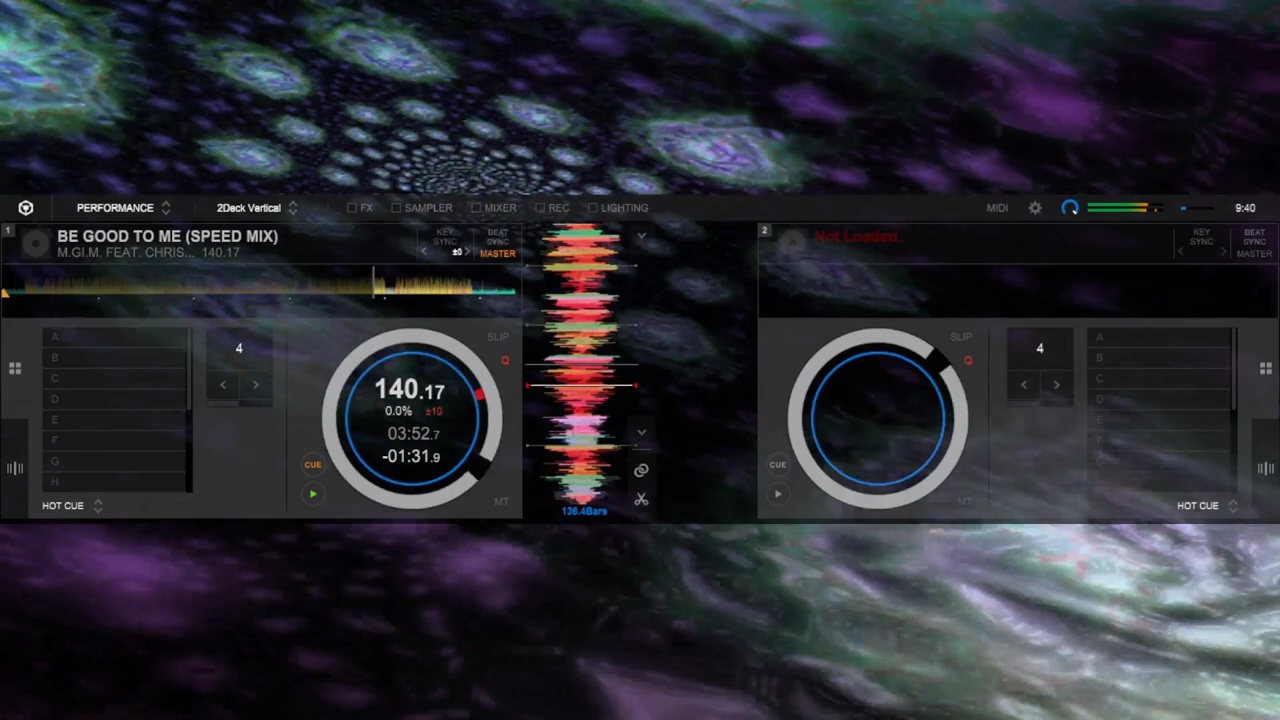 PERFORMANCE 2Deck Vertical FX SAMPLER MIXER REC LIGHTING MIDI 9:40
1 BE GOOD TO ME (SPEED MIX)
M.GI.M. FEAT. CHRIS... 140.17
KEY SYNC
< ±0 >
BEAT SYNC
MASTER
A
B
C
D
E
F
G
H
HOT CUE
4
< >
CUE
SLIP
Q
MT
140.17
0.0% ±10
03:52.7
-01:31.9
136.4Bars
2 Not Loaded.
KEY SYNC
< >
BEAT SYNC
MASTER
CUE
SLIP
Q
MT
4
< >
A
B
C
D
E
HOT CUE